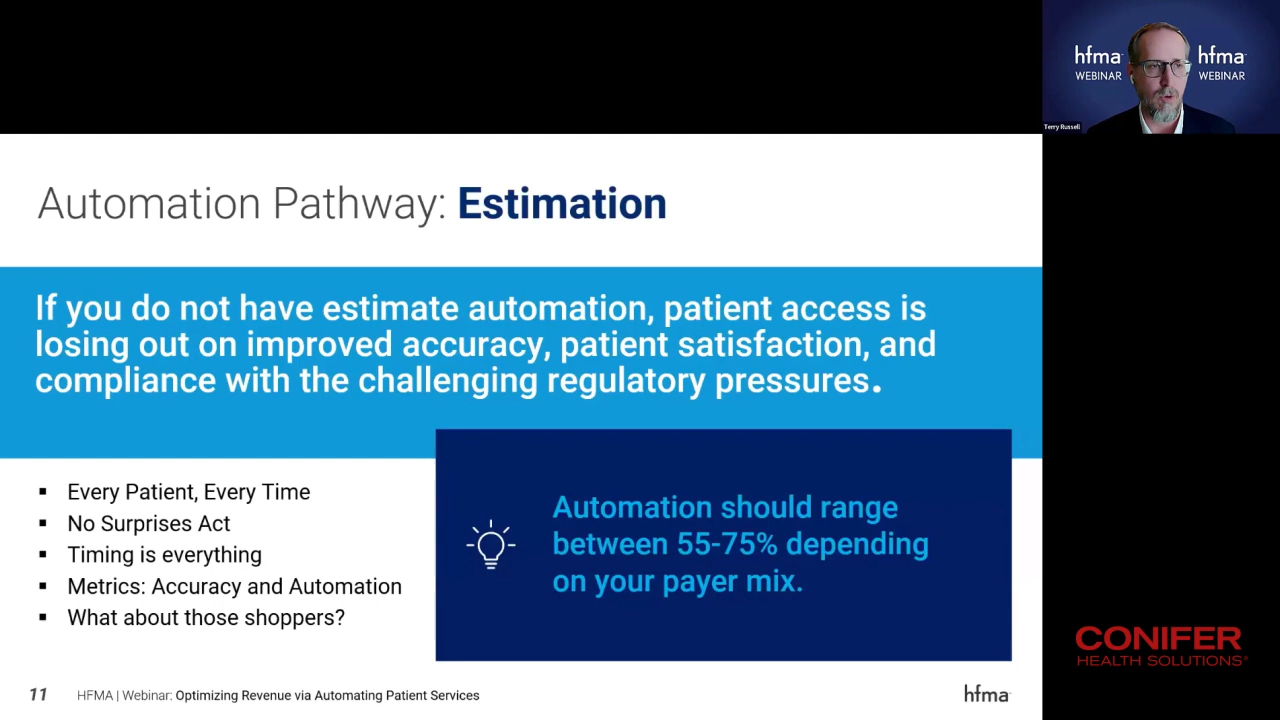 hfma hfma
WEBINAR WEBINAR
Terry Russell
Automation Pathway: Estimation
If you do not have estimate automation, patient access is
losing out on improved accuracy, patient satisfaction, and
compliance with the challenging regulatory pressures.
▪ Every Patient, Every Time
▪ No Surprises Act
▪ Timing is everything
▪ Metrics: Accuracy and Automation
▪ What about those shoppers?
Automation should range
between 55-75% depending
on your payer mix.
CONIFER
HEALTH SOLUTIONS®
11 HFMA | Webinar: Optimizing Revenue via Automating Patient Services
hfma